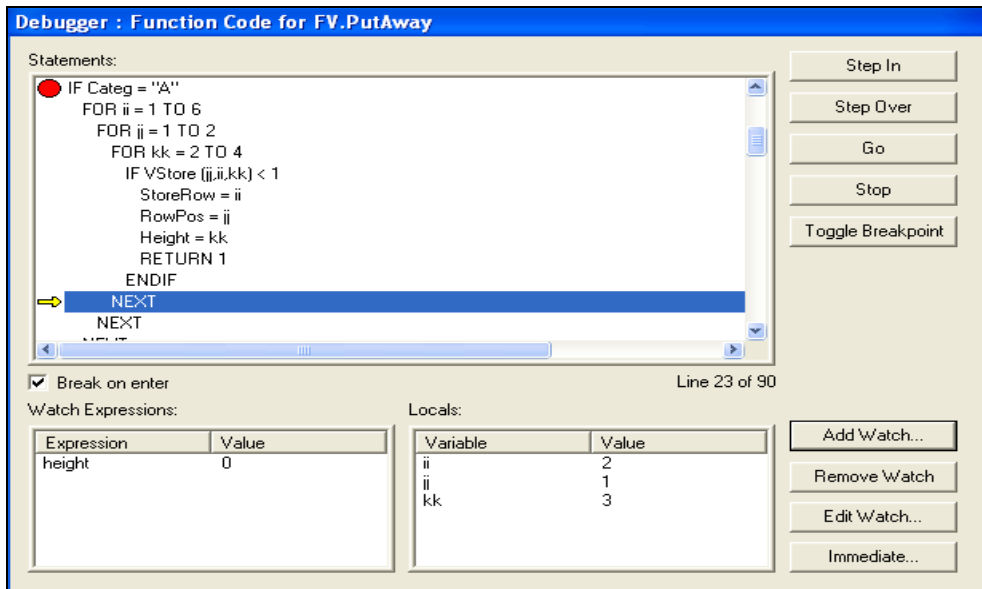 Debugger : Function Code for FV.PutAway
Statements:
IF Categ = "A"
FOR ii = 1 TO 6
FOR jj = 1 TO 2
FOR kk = 2 TO 4
IF VStore (jj,ii,kk) < 1
StoreRow = ii
RowPos = jj
Height = kk
RETURN 1
ENDIF
NEXT
NEXT
NEXT
Step In
Step Over
Go
Stop
Toggle Breakpoint
Break on enter
Line 23 of 90
Watch Expressions:
Expression Value
height 0
Locals:
Variable Value
ii 2
jj 1
kk 3
Add Watch...
Remove Watch
Edit Watch...
Immediate...